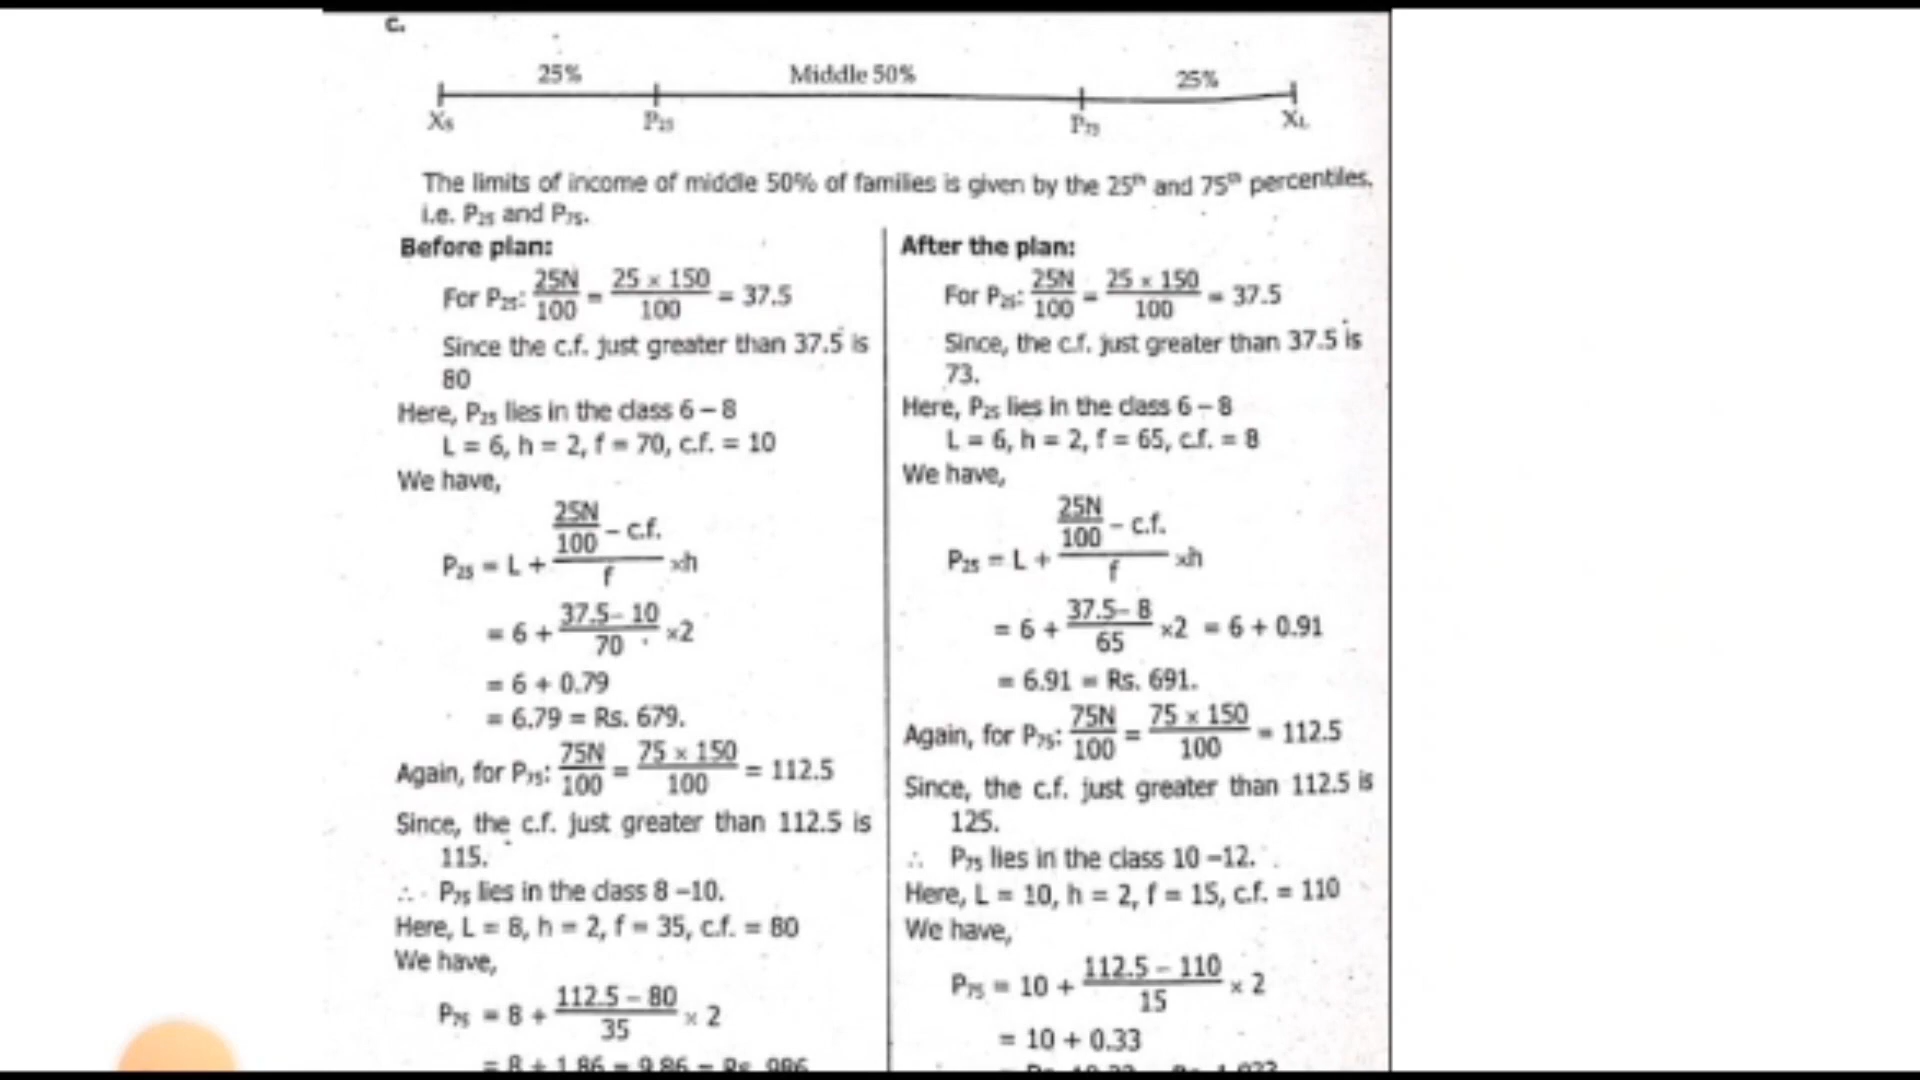 c.
25% Middle 50% 25%
Xs P25 P75 XL
The limits of income of middle 50% of families is given by the 25th and 75th percentiles.
i.e. P25 and P75.
Before plan:
For P25: 25N/100 = 25 × 150/100 = 37.5
Since the c.f. just greater than 37.5 is
80
Here, P25 lies in the class 6 – 8
L = 6, h = 2, f = 70, c.f. = 10
We have,
P25 = L + (25N/100 – c.f.)/f ×h
= 6 + (37.5– 10)/70 ×2
= 6 + 0.79
= 6.79 = Rs. 679.
Again, for P75: 75N/100 = 75 × 150/100 = 112.5
Since, the c.f. just greater than 112.5 is
115.
∴ P75 lies in the class 8 –10.
Here, L = 8, h = 2, f = 35, c.f. = 80
We have,
P75 = 8 + (112.5 – 80)/35 × 2
= 8 + 1.86 = 9.86 = Rs. 986
After the plan:
For P25: 25N/100 = 25 × 150/100 = 37.5
Since, the c.f. just greater than 37.5 is
73.
Here, P25 lies in the class 6 – 8
L = 6, h = 2, f = 65, c.f. = 8
We have,
P25 = L + (25N/100 – c.f.)/f ×h
= 6 + (37.5– 8)/65 ×2 = 6 + 0.91
= 6.91 = Rs. 691.
Again, for P75: 75N/100 = 75 × 150/100 = 112.5
Since, the c.f. just greater than 112.5 is
125.
∴ P75 lies in the class 10 –12.
Here, L = 10, h = 2, f = 15, c.f. = 110
We have,
P75 = 10 + (112.5 – 110)/15 × 2
= 10 + 0.33